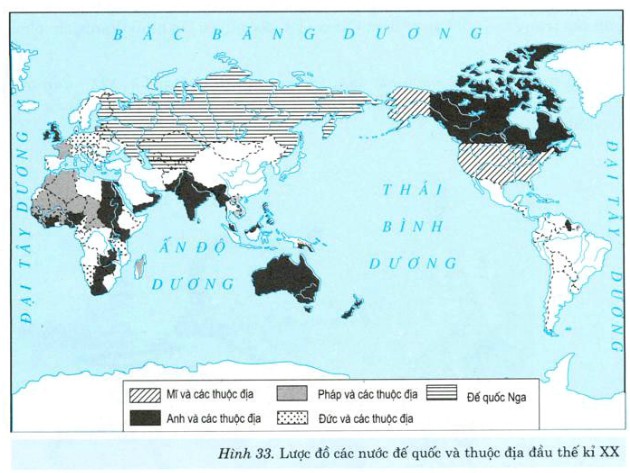 BẮC BĂNG DƯƠNG
ĐẠI TÂY DƯƠNG
ẤN ĐỘ
DƯƠNG
THÁI
BÌNH
DƯƠNG
ĐẠI TÂY DƯƠNG
Mĩ và các thuộc địa
Pháp và các thuộc địa
Đế quốc Nga
Anh và các thuộc địa
Đức và các thuộc địa
Hình 33. Lược đồ các nước đế quốc và thuộc địa đầu thế kỉ XX